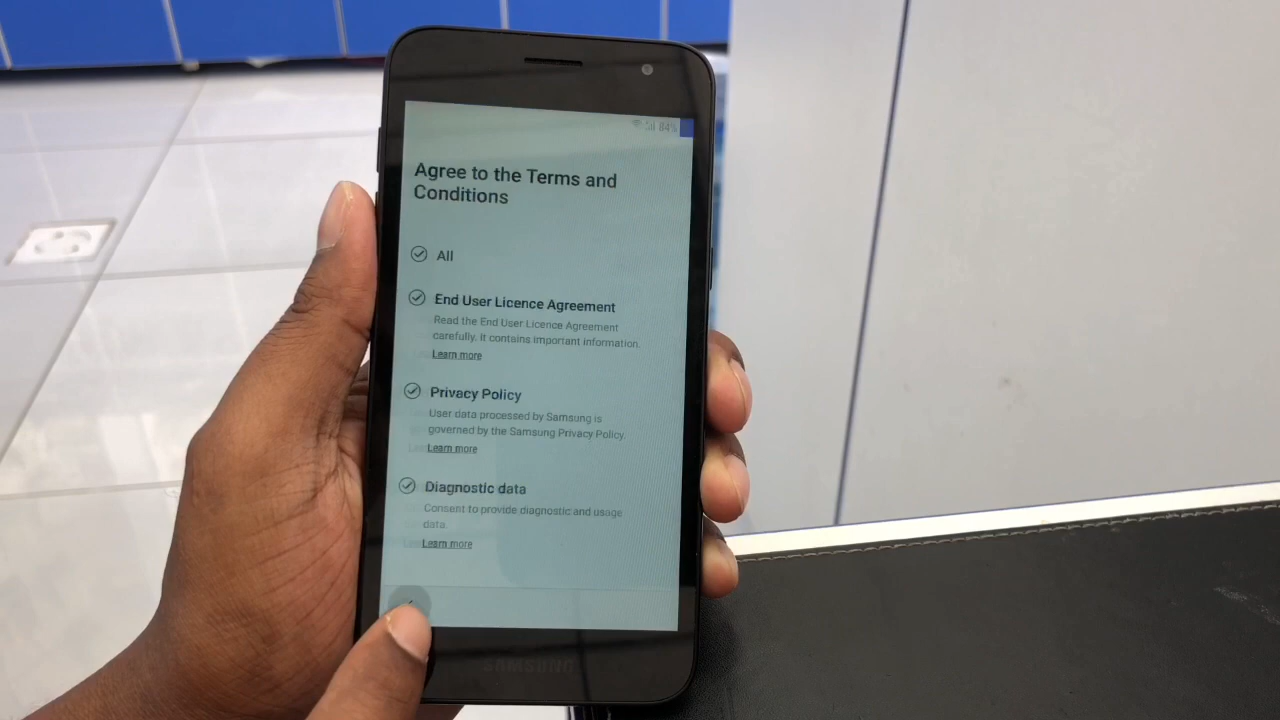 84%
Agree to the Terms and
Conditions
All
End User Licence Agreement
Read the End User Licence Agreement
carefully. It contains important information.
Learn more
Privacy Policy
User data processed by Samsung is
governed by the Samsung Privacy Policy.
Learn more
Diagnostic data
Consent to provide diagnostic and usage
data.
Learn more
SAMSUNG